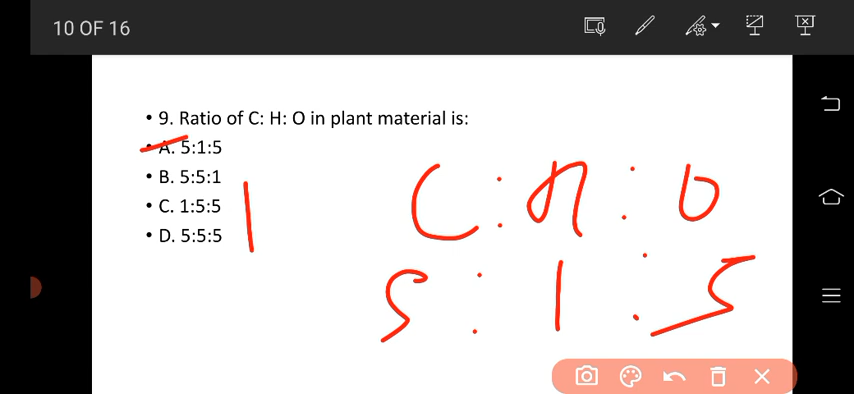 10 OF 16
• 9. Ratio of C: H: O in plant material is:
• A. 5:1:5
• B. 5:5:1
• C. 1:5:5
• D. 5:5:5
C : H : O
5 : 1 : 5